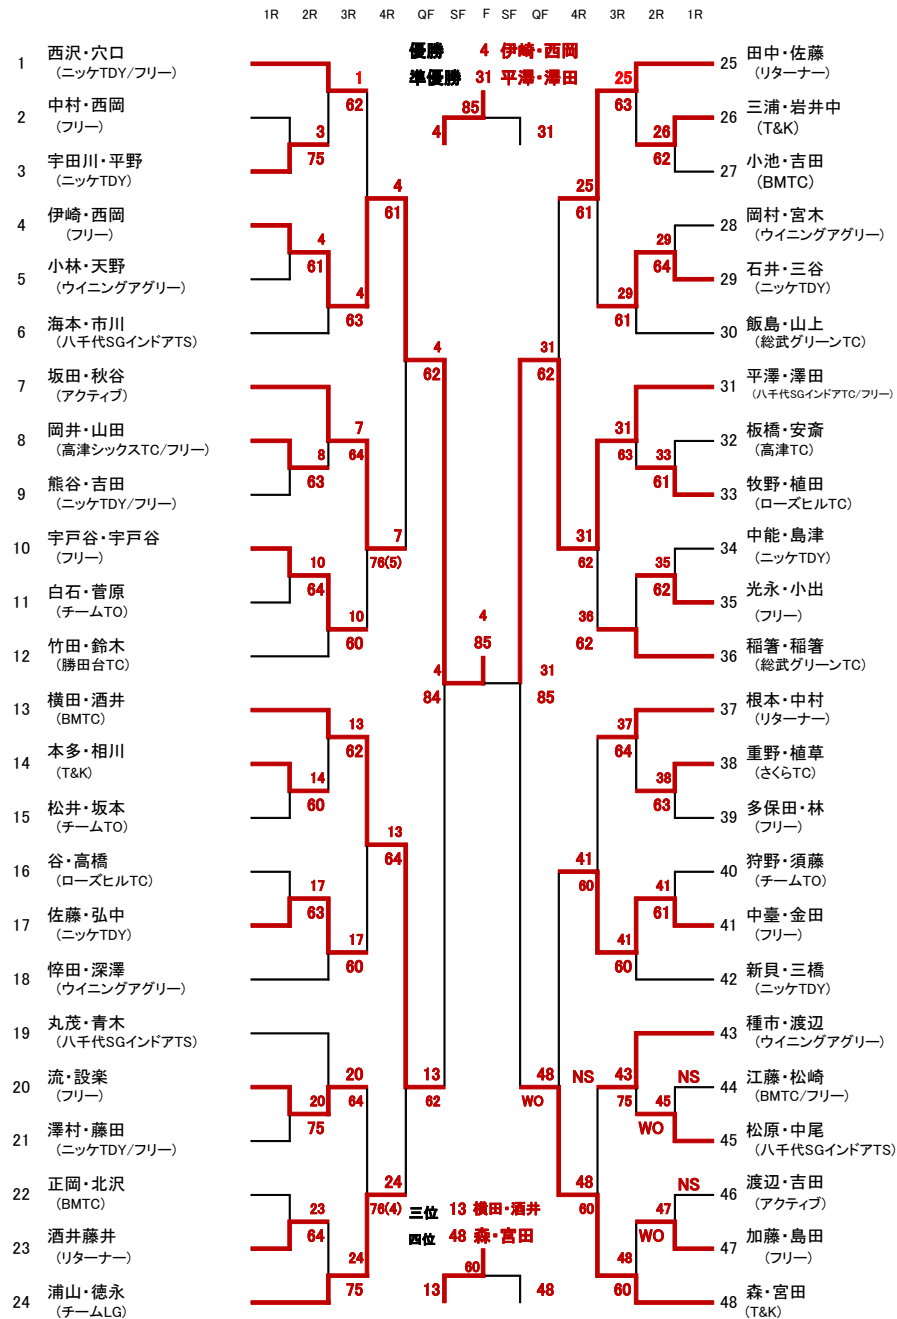 1R 2R 3R 4R QF SF F SF QF 4R 3R 2R 1R
優勝 4 伊崎・西岡
準優勝 31 平澤・澤田
85
4 31
1 西沢・穴口
(ニッケTDY/フリー)
2 中村・西岡
(フリー)
3 宇田川・平野
(ニッケTDY)
4 伊崎・西岡
(フリー)
5 小林・天野
(ウイニングアグリー)
6 海本・市川
(八千代SGインドアTS)
7 坂田・秋谷
(アクティブ)
8 岡井・山田
(高津シックスTC/フリー)
9 熊谷・吉田
(ニッケTDY/フリー)
10 宇戸谷・宇戸谷
(フリー)
11 白石・菅原
(チームTO)
12 竹田・鈴木
(勝田台TC)
13 横田・酒井
(BMTC)
14 本多・相川
(T&K)
15 松井・坂本
(チームTO)
16 谷・高橋
(ローズヒルTC)
17 佐藤・弘中
(ニッケTDY)
18 悴田・深澤
(ウイニングアグリー)
19 丸茂・青木
(八千代SGインドアTS)
20 流・設楽
(フリー)
21 澤村・藤田
(ニッケTDY/フリー)
22 正岡・北沢
(BMTC)
23 酒井藤井
(リターナー)
24 浦山・徳永
(チームLG)
3
75
4
61
8
63
10
64
14
60
17
63
20
75
23
64
1
62
4
63
7
64
10
60
13
62
17
60
20
64
24
75
4
61
7
76(5)
13
64
24
76(4)
4
62
13
62
4
84
4
85
31
85
31
62
48
WO
25
61
31
62
41
60
48
60
25
63
29
61
31
63
36
62
37
64
41
60
NS 43
75
48
60
26
62
29
64
33
61
35
62
38
63
41
61
NS
45
WO
NS
47
WO
25 田中・佐藤
(リターナー)
26 三浦・岩井中
(T&K)
27 小池・吉田
(BMTC)
28 岡村・宮木
(ウイニングアグリー)
29 石井・三谷
(ニッケTDY)
30 飯島・山上
(総武グリーンTC)
31 平澤・澤田
(八千代SGインドアTC/フリー)
32 板橋・安斎
(高津TC)
33 牧野・植田
(ローズヒルTC)
34 中能・島津
(ニッケTDY)
35 光永・小出
(フリー)
36 稲箸・稲箸
(総武グリーンTC)
37 根本・中村
(リターナー)
38 重野・植草
(さくらTC)
39 多保田・林
(フリー)
40 狩野・須藤
(チームTO)
41 中臺・金田
(フリー)
42 新貝・三橋
(ニッケTDY)
43 種市・渡辺
(ウイニングアグリー)
44 江藤・松崎
(BMTC/フリー)
45 松原・中尾
(八千代SGインドアTS)
46 渡辺・吉田
(アクティブ)
47 加藤・島田
(フリー)
48 森・宮田
(T&K)
三位 13 横田・酒井
四位 48 森・宮田
60
13 48